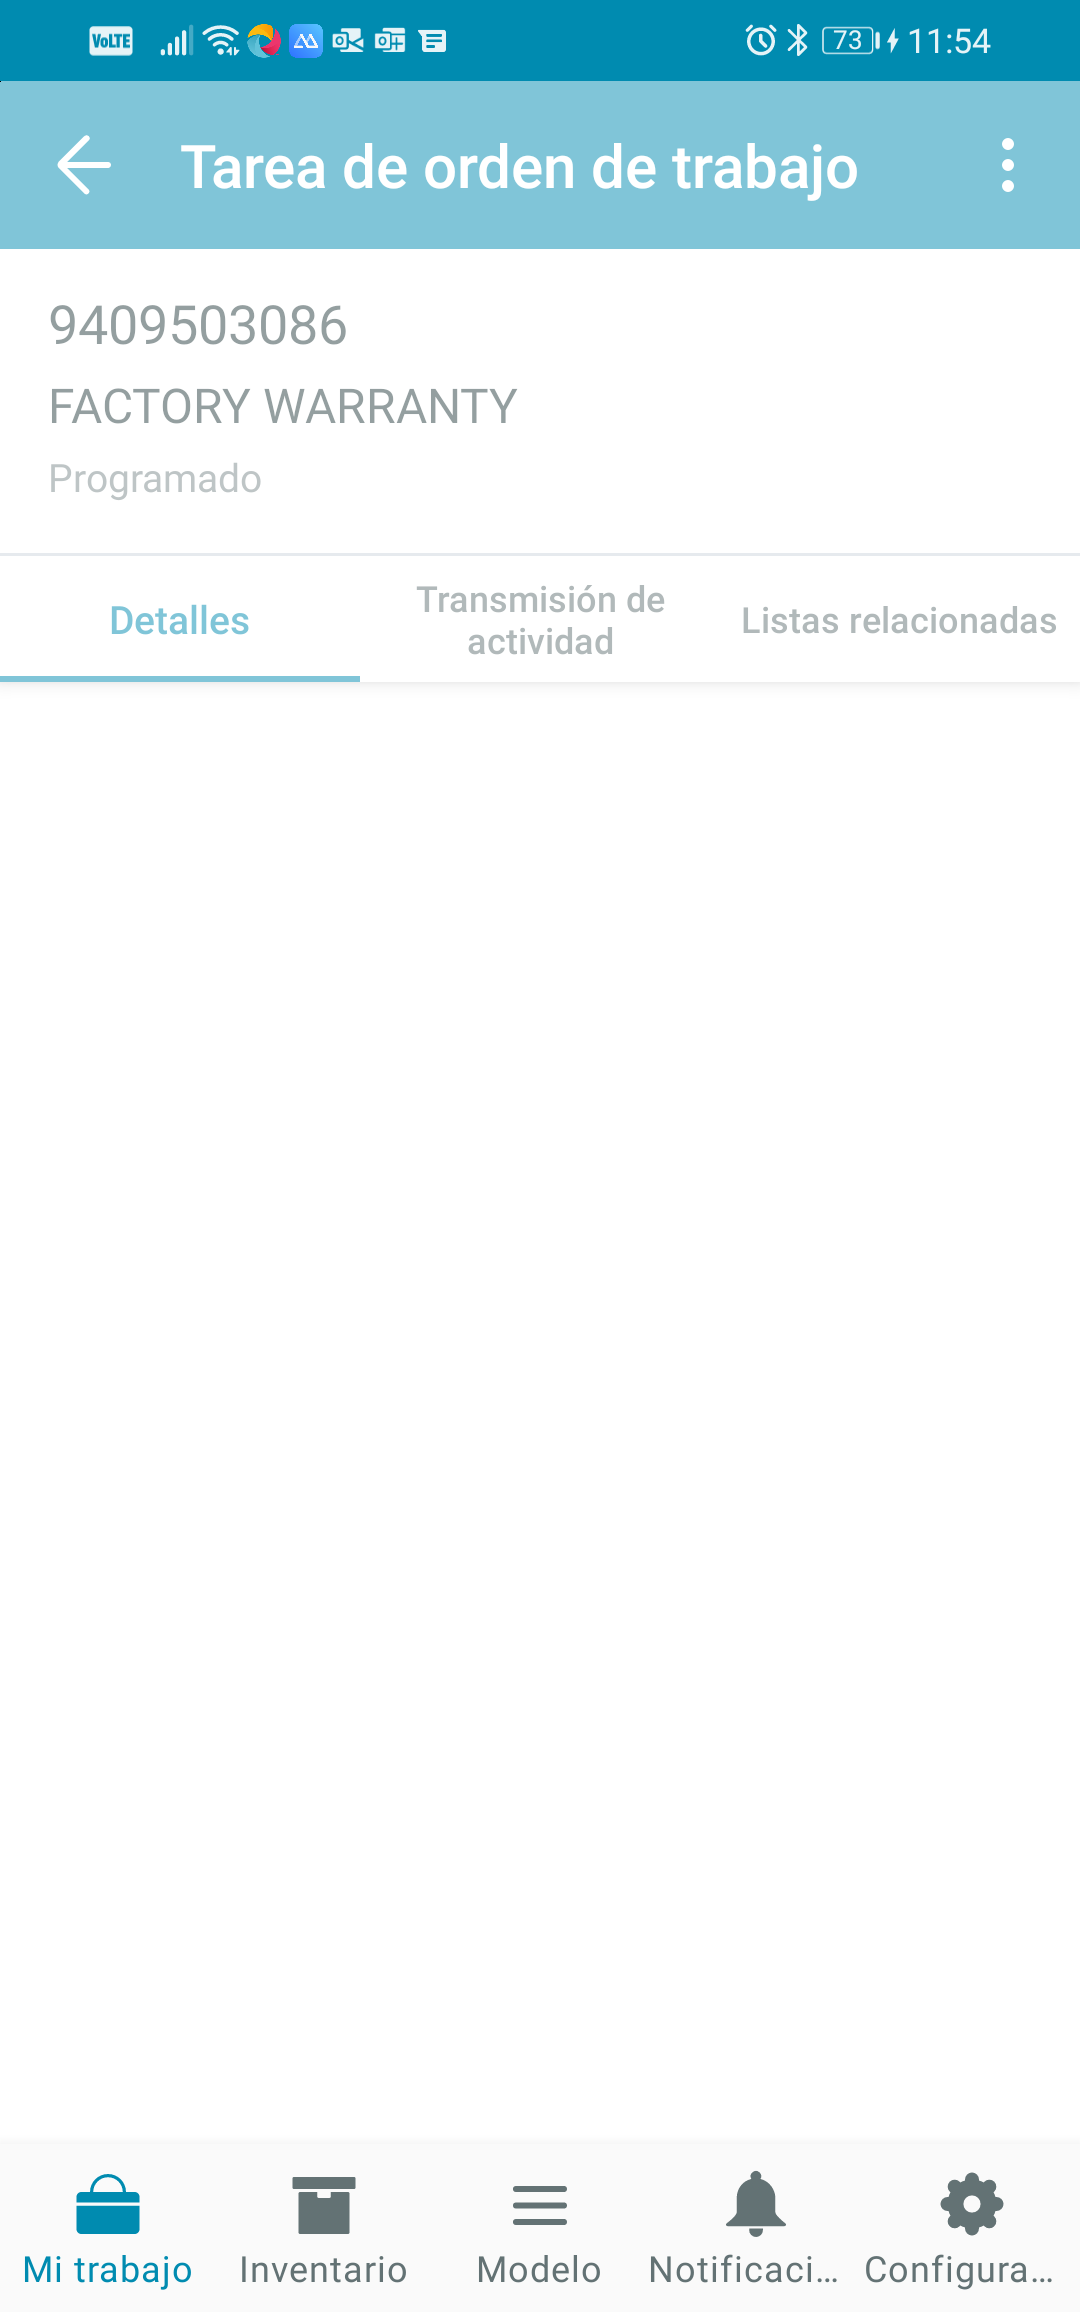 VoLTE 73 11:54
Tarea de orden de trabajo
9409503086
FACTORY WARRANTY
Programado
Detalles
Transmisión de
actividad
Listas relacionadas
Mi trabajo Inventario Modelo Notificaci... Configura...